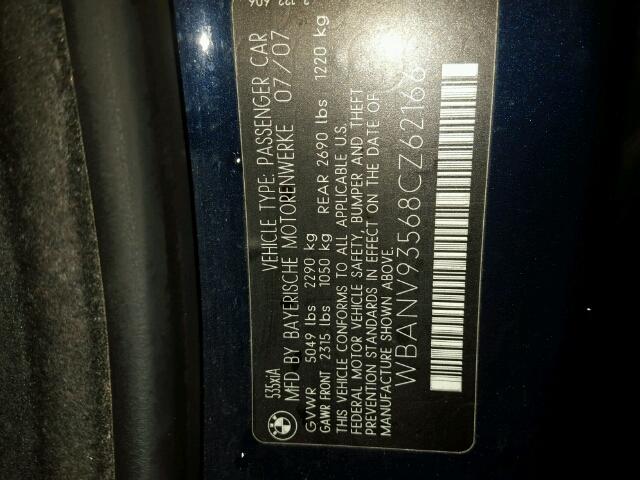 535xiA
VEHICLE TYPE: PASSENGER CAR
MFD BY BAYERISCHE MOTORENWERKE 07/07
GVWR 5049 lbs 2290 kg
GAWR FRONT 2315 lbs 1050 kg REAR 2690 lbs 1220 kg
THIS VEHICLE CONFORMS TO ALL APPLICABLE U.S.
FEDERAL MOTOR VEHICLE SAFETY, BUMPER AND THEFT
PREVENTION STANDARDS IN EFFECT ON THE DATE OF
MANUFACTURE SHOWN ABOVE.
BMW